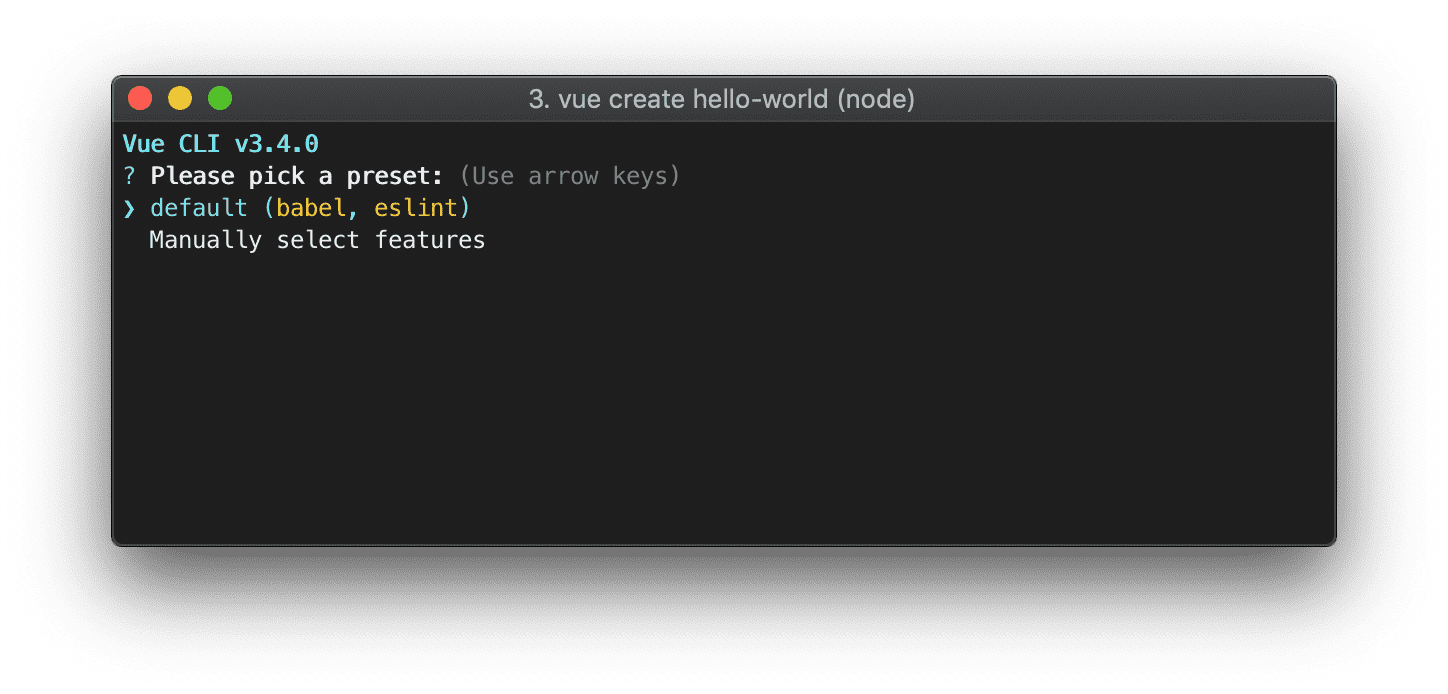 3. vue create hello-world (node)
Vue CLI v3.4.0
? Please pick a preset: (Use arrow keys)
❯ default (babel, eslint)
Manually select features